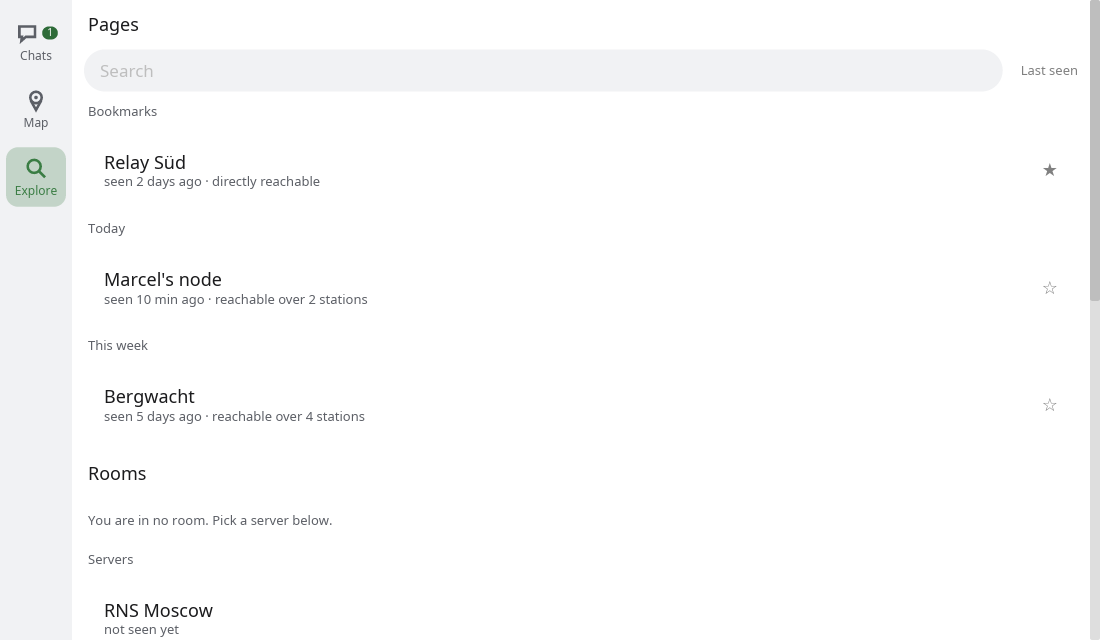 1
Chats
Map
Explore
Pages
Search
Last seen
Bookmarks
Relay Süd
seen 2 days ago · directly reachable
★
Today
Marcel's node
seen 10 min ago · reachable over 2 stations
☆
This week
Bergwacht
seen 5 days ago · reachable over 4 stations
☆
Rooms
You are in no room. Pick a server below.
Servers
RNS Moscow
not seen yet